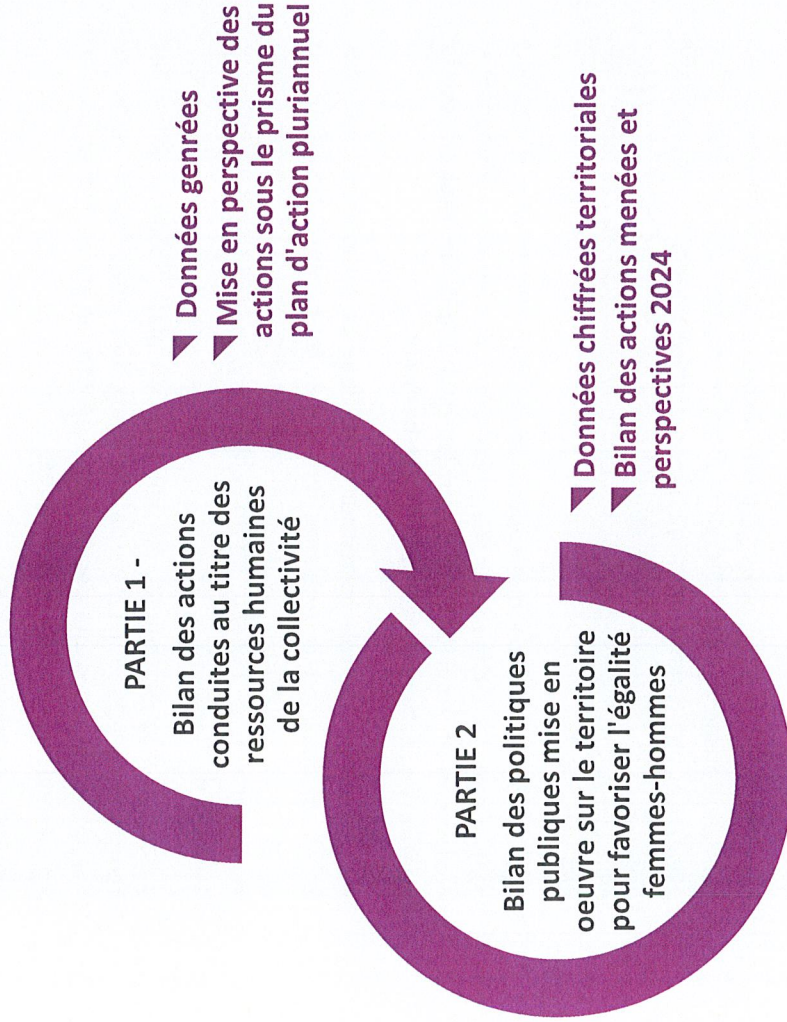 PARTIE 1 -
Bilan des actions
conduites au titre des
ressources humaines
de la collectivité
Données genrées
Mise en perspective des
actions sous le prisme du
plan d'action pluriannuel
PARTIE 2
Bilan des politiques
publiques mise en
oeuvre sur le territoire
pour favoriser l'égalité
femmes-hommes
Données chiffrées territoriales
Bilan des actions menées et
perspectives 2024